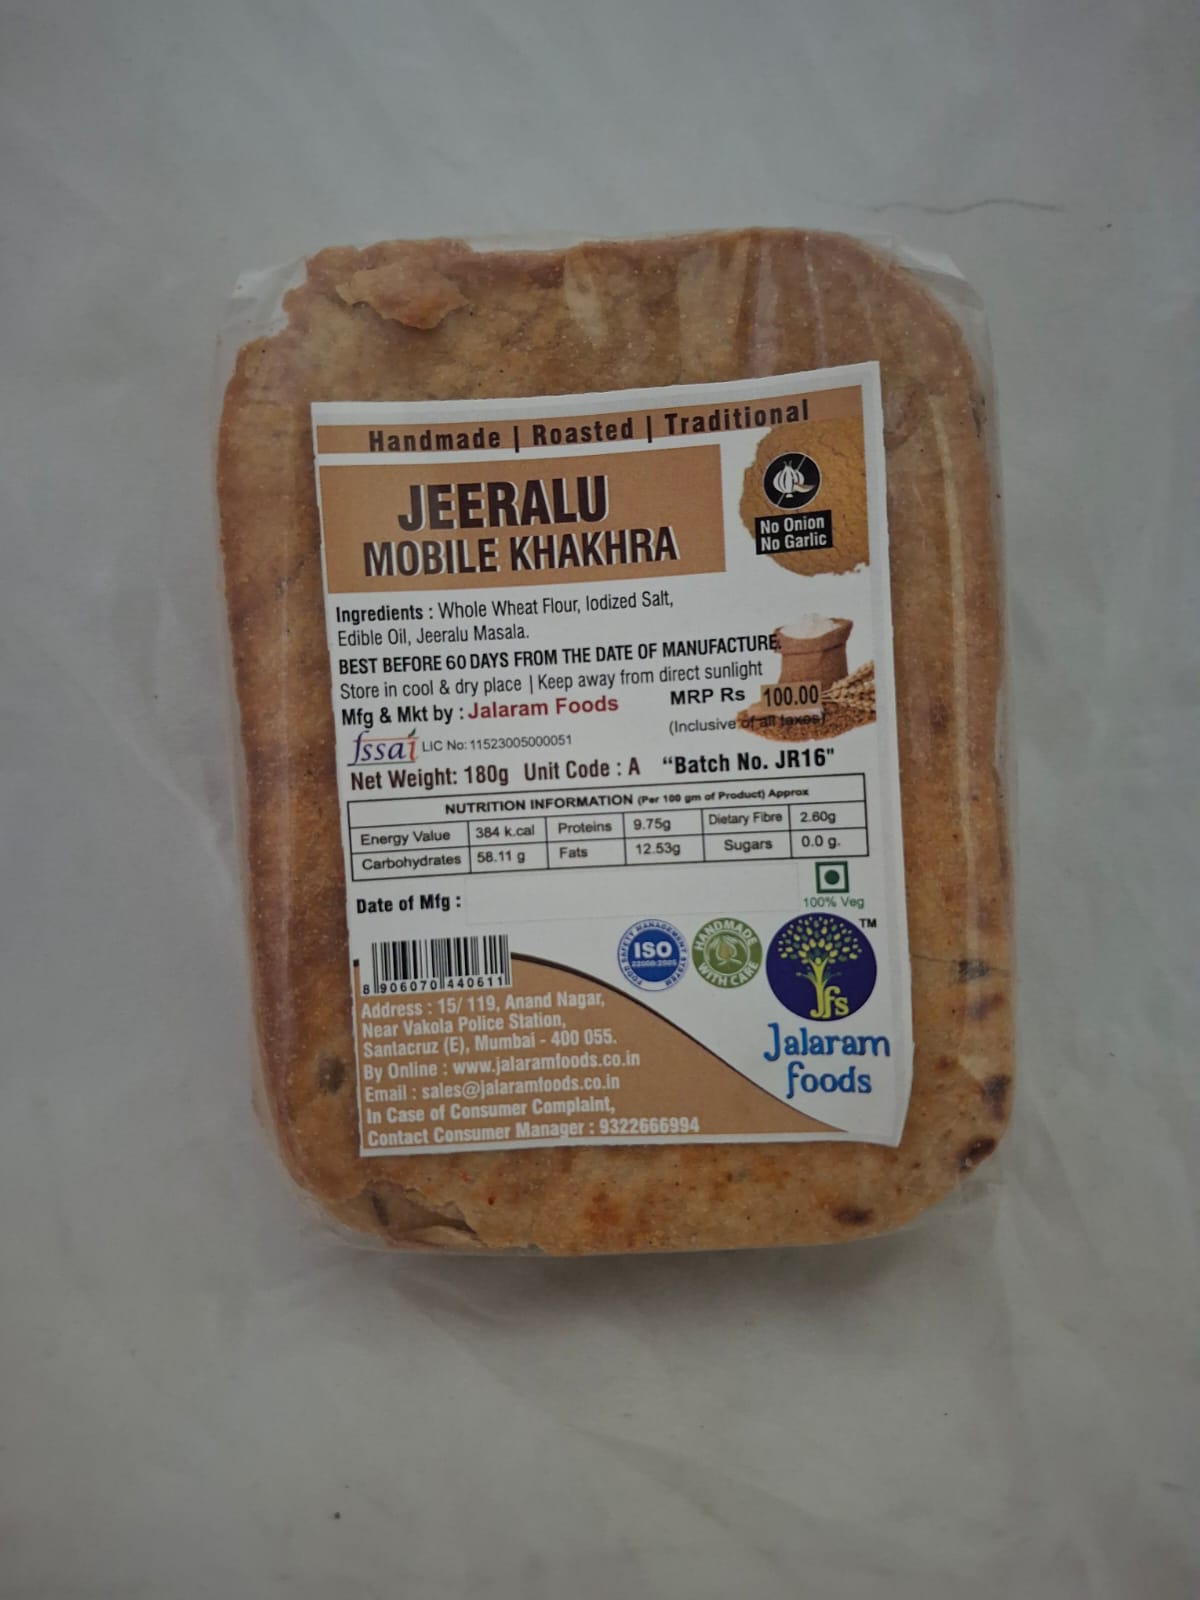 Handmade | Roasted | Traditional
JEERALU
MOBILE KHAKHRA
No Onion
No Garlic
Ingredients : Whole Wheat Flour, Iodized Salt,
Edible Oil, Jeeralu Masala.
BEST BEFORE 60 DAYS FROM THE DATE OF MANUFACTURE.
Store in cool & dry place | Keep away from direct sunlight
Mfg & Mkt by : Jalaram Foods
MRP Rs 100.00
(Inclusive of all taxes)
fssai LIC No: 11523005000051
Net Weight: 180g Unit Code : A "Batch No. JR16"
NUTRITION INFORMATION (Per 100 gm of Product) Approx
Energy Value 384 k.cal Proteins 9.75g Dietary Fibre 2.60g
Carbohydrates 58.11 g Fats 12.53g Sugars 0.0 g.
Date of Mfg :
100% Veg
8 906070 440611
FOOD SAFETY MANAGEMENT SYSTEM
ISO
22000:2005
HANDMADE
WITH CARE
TM
jfs
Jalaram
foods
Address : 15/ 119, Anand Nagar,
Near Vakola Police Station,
Santacruz (E), Mumbai - 400 055.
By Online : www.jalaramfoods.co.in
Email : sales@jalaramfoods.co.in
In Case of Consumer Complaint,
Contact Consumer Manager : 9322666994